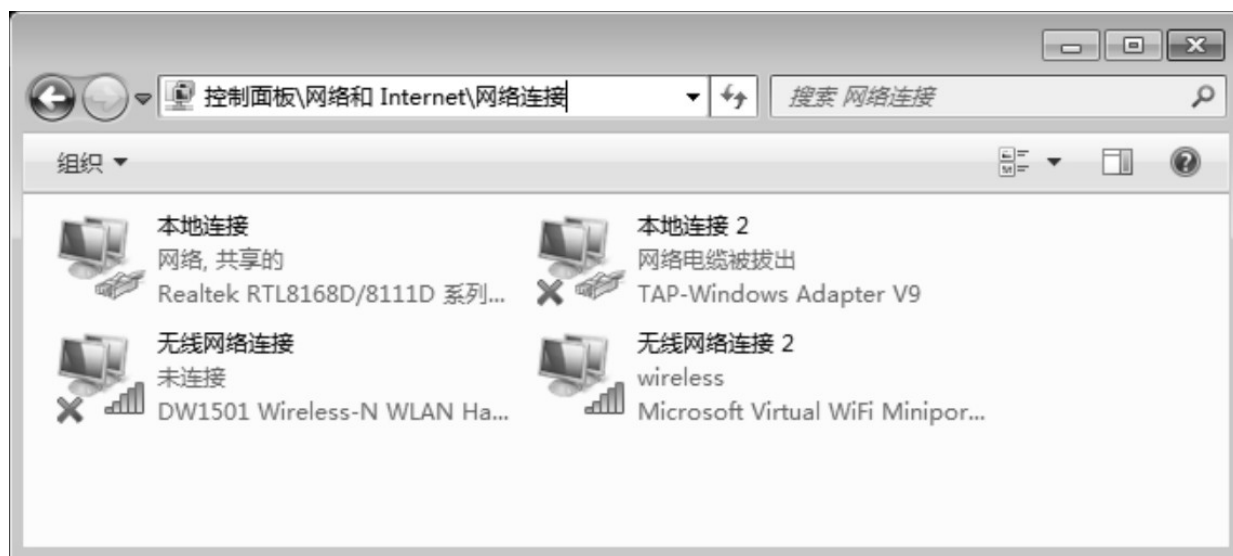 控制面板\网络和 Internet\网络连接
搜索 网络连接
组织
本地连接
网络, 共享的
Realtek RTL8168D/8111D 系列...
本地连接 2
网络电缆被拔出
TAP-Windows Adapter V9
无线网络连接
未连接
DW1501 Wireless-N WLAN Ha...
无线网络连接 2
wireless
Microsoft Virtual WiFi Minipor...